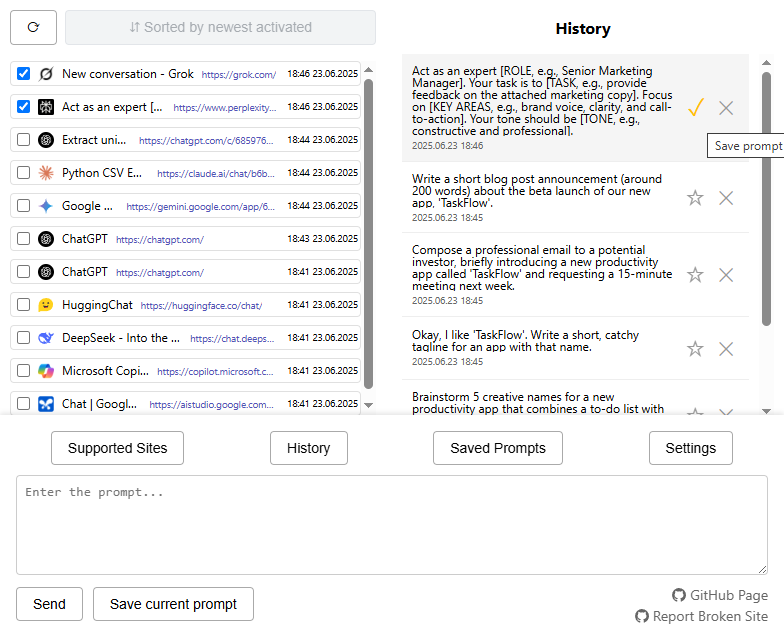 ⇵ Sorted by newest activated
New conversation - Grok https://grok.com/ 18:46 23.06.2025
Act as an expert [... https://www.perplexity... 18:46 23.06.2025
Extract uni... https://chatgpt.com/c/685976... 18:44 23.06.2025
Python CSV E... https://claude.ai/chat/b6b... 18:44 23.06.2025
Google ... https://gemini.google.com/app/6... 18:44 23.06.2025
ChatGPT https://chatgpt.com/ 18:43 23.06.2025
ChatGPT https://chatgpt.com/ 18:41 23.06.2025
HuggingChat https://huggingface.co/chat/ 18:41 23.06.2025
DeepSeek - Into the ... https://chat.deeps... 18:41 23.06.2025
Microsoft Copi... https://copilot.microsoft.c... 18:41 23.06.2025
Chat | Googl... https://aistudio.google.com... 18:41 23.06.2025
History
Act as an expert [ROLE, e.g., Senior Marketing
Manager]. Your task is to [TASK, e.g., provide
feedback on the attached marketing copy]. Focus
on [KEY AREAS, e.g., brand voice, clarity, and call-
to-action]. Your tone should be [TONE, e.g.,
constructive and professional].
2025.06.23 18:46
Save prompt
Write a short blog post announcement (around
200 words) about the beta launch of our new
app, 'TaskFlow'.
2025.06.23 18:45
Compose a professional email to a potential
investor, briefly introducing a new productivity
app called 'TaskFlow' and requesting a 15-minute
meeting next week.
2025.06.23 18:45
Okay, I like 'TaskFlow'. Write a short, catchy
tagline for an app with that name.
2025.06.23 18:45
Brainstorm 5 creative names for a new
productivity app that combines a to-do list with
Supported Sites
History
Saved Prompts
Settings
Enter the prompt...
Send
Save current prompt
GitHub Page
Report Broken Site